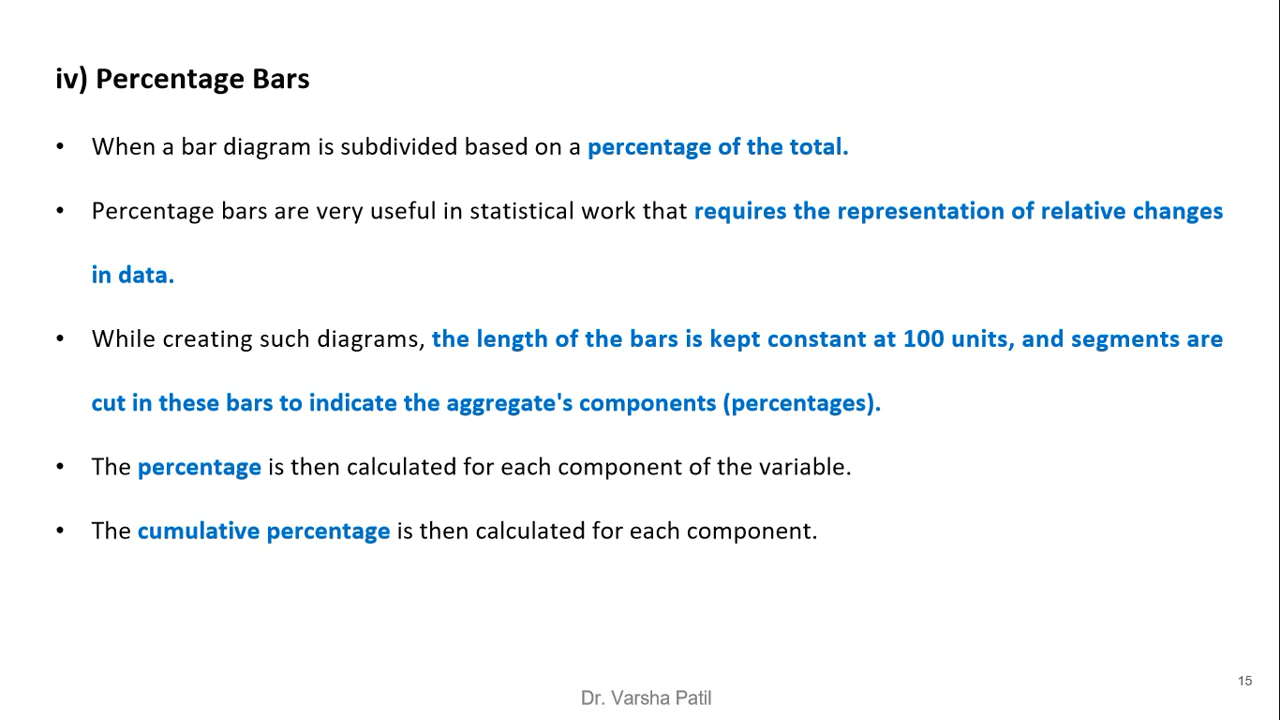 iv) Percentage Bars
• When a bar diagram is subdivided based on a percentage of the total.
• Percentage bars are very useful in statistical work that requires the representation of relative changes
in data.
• While creating such diagrams, the length of the bars is kept constant at 100 units, and segments are
cut in these bars to indicate the aggregate's components (percentages).
• The percentage is then calculated for each component of the variable.
• The cumulative percentage is then calculated for each component.
15
Dr. Varsha Patil